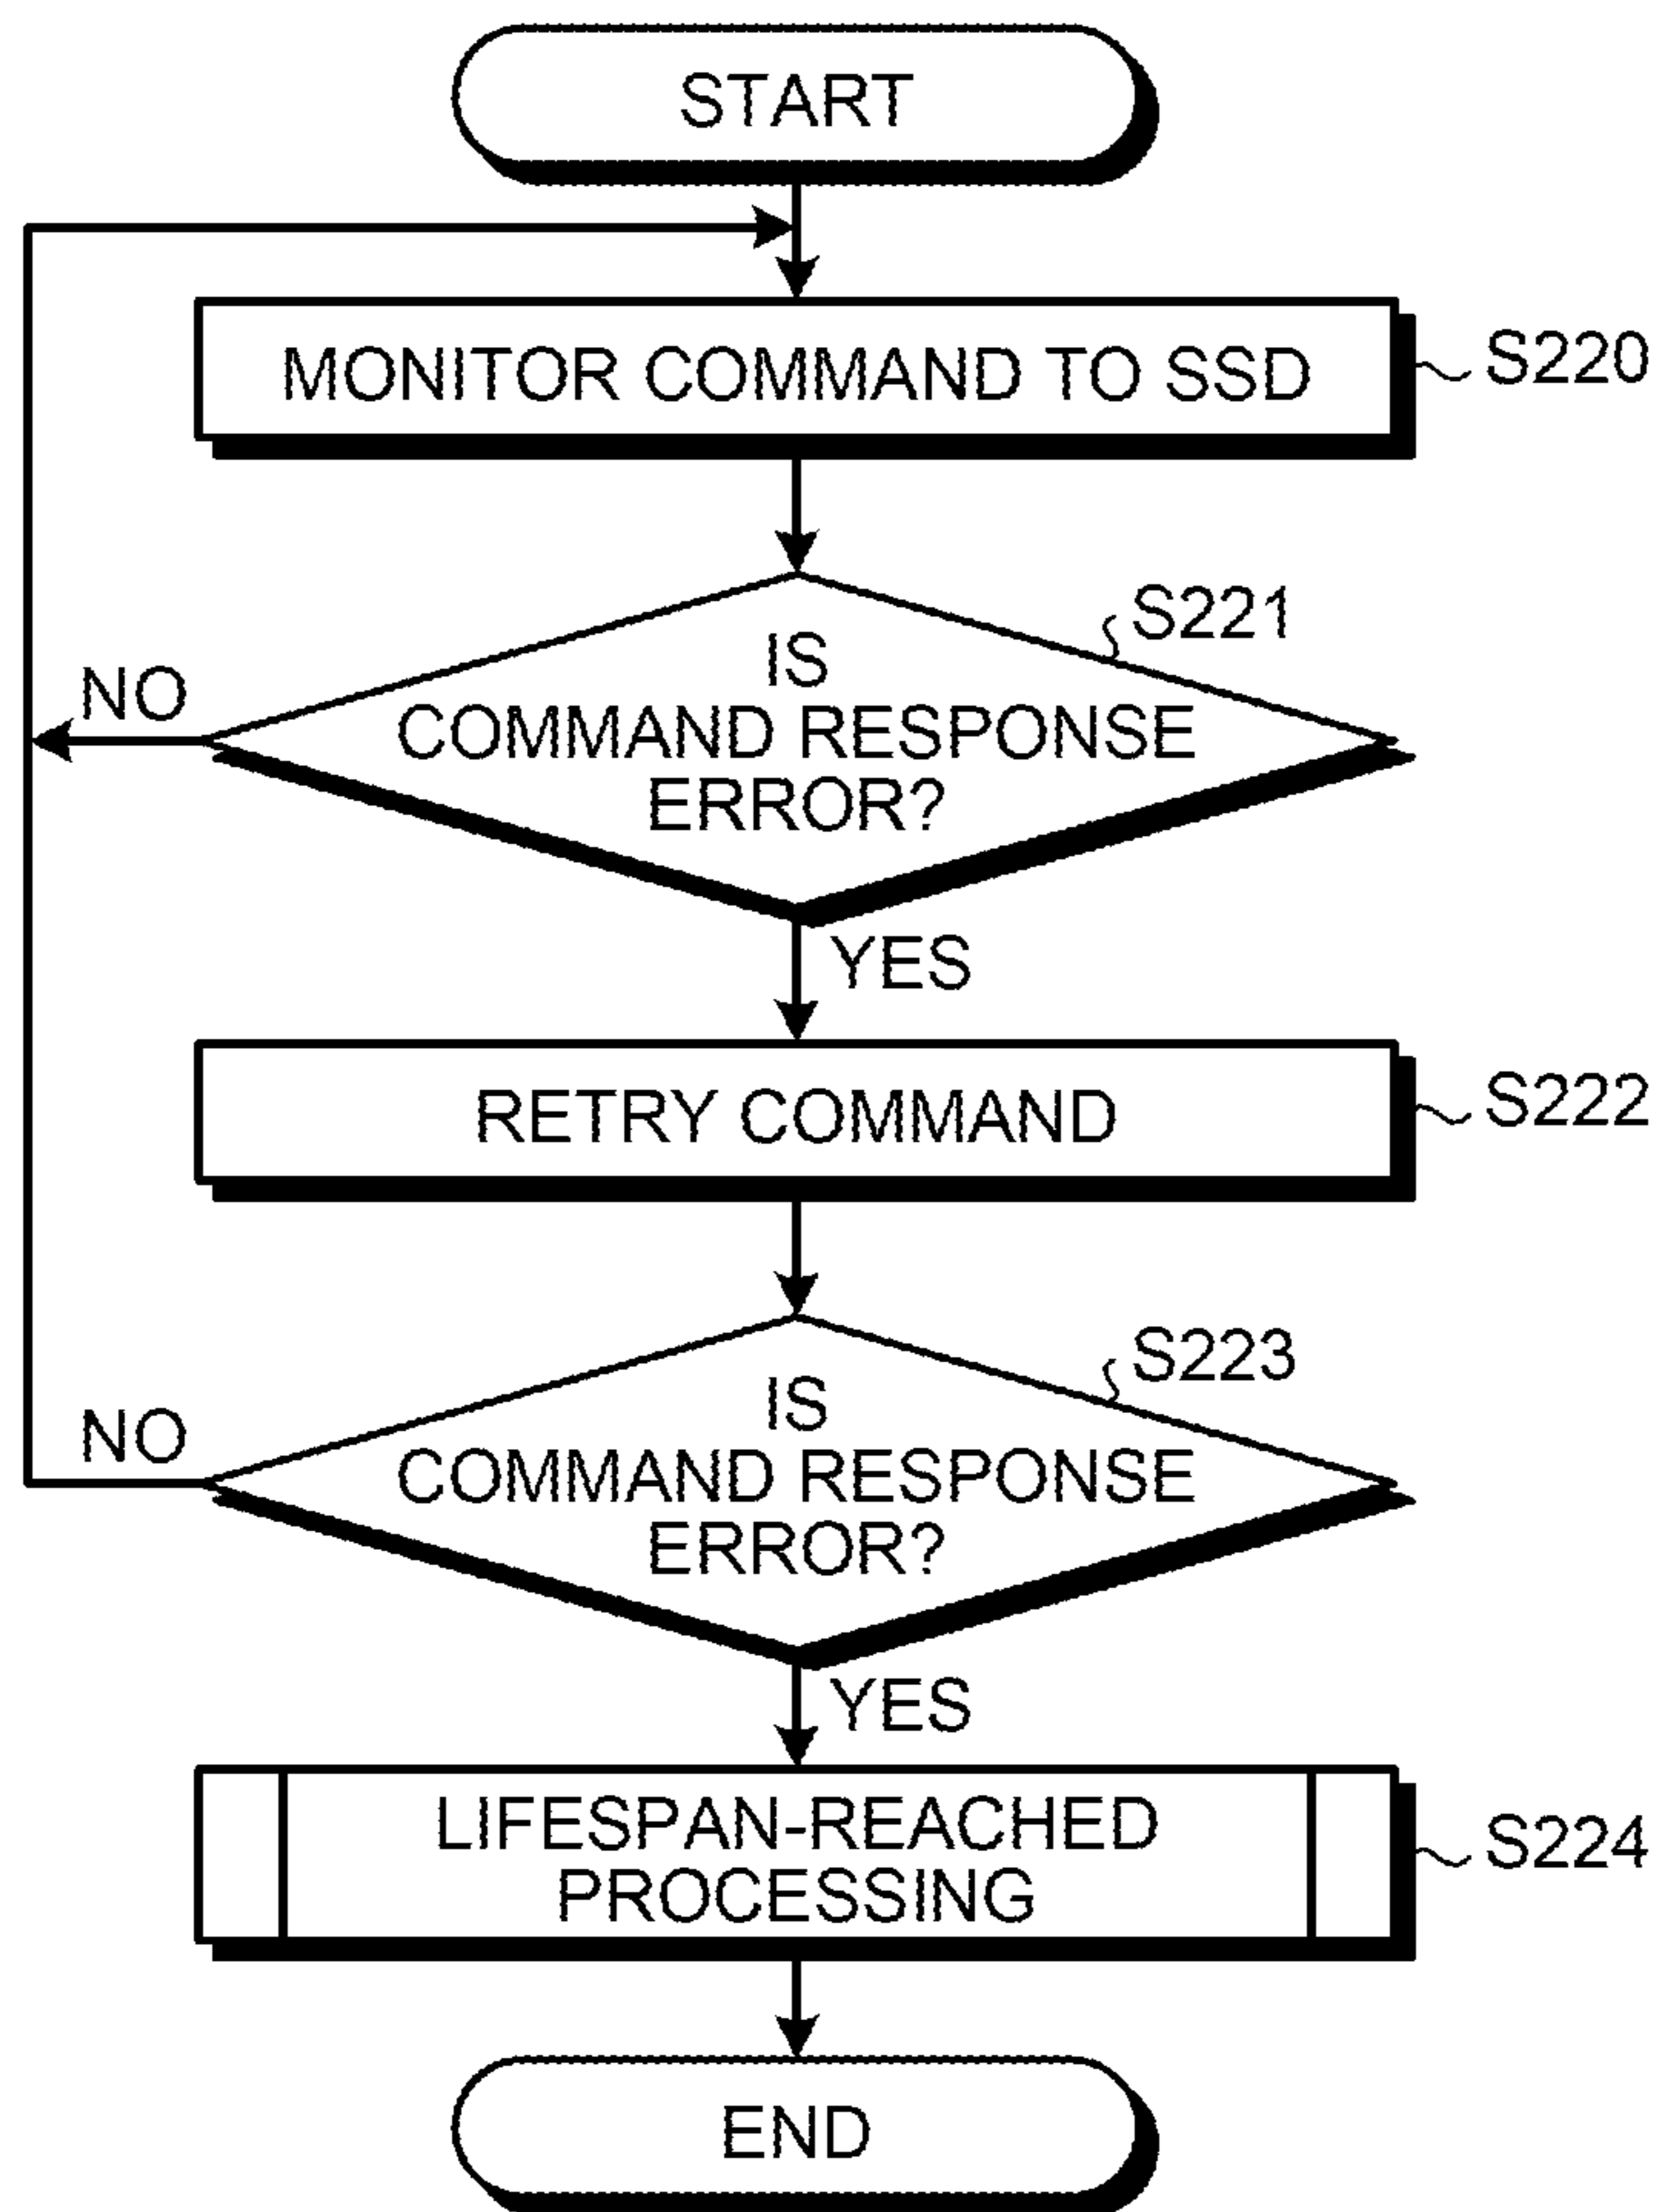 START
MONITOR COMMAND TO SSD
S220
S221
IS
COMMAND RESPONSE
ERROR?
NO
YES
RETRY COMMAND
S222
S223
IS
COMMAND RESPONSE
ERROR?
NO
YES
LIFESPAN-REACHED
PROCESSING
S224
END